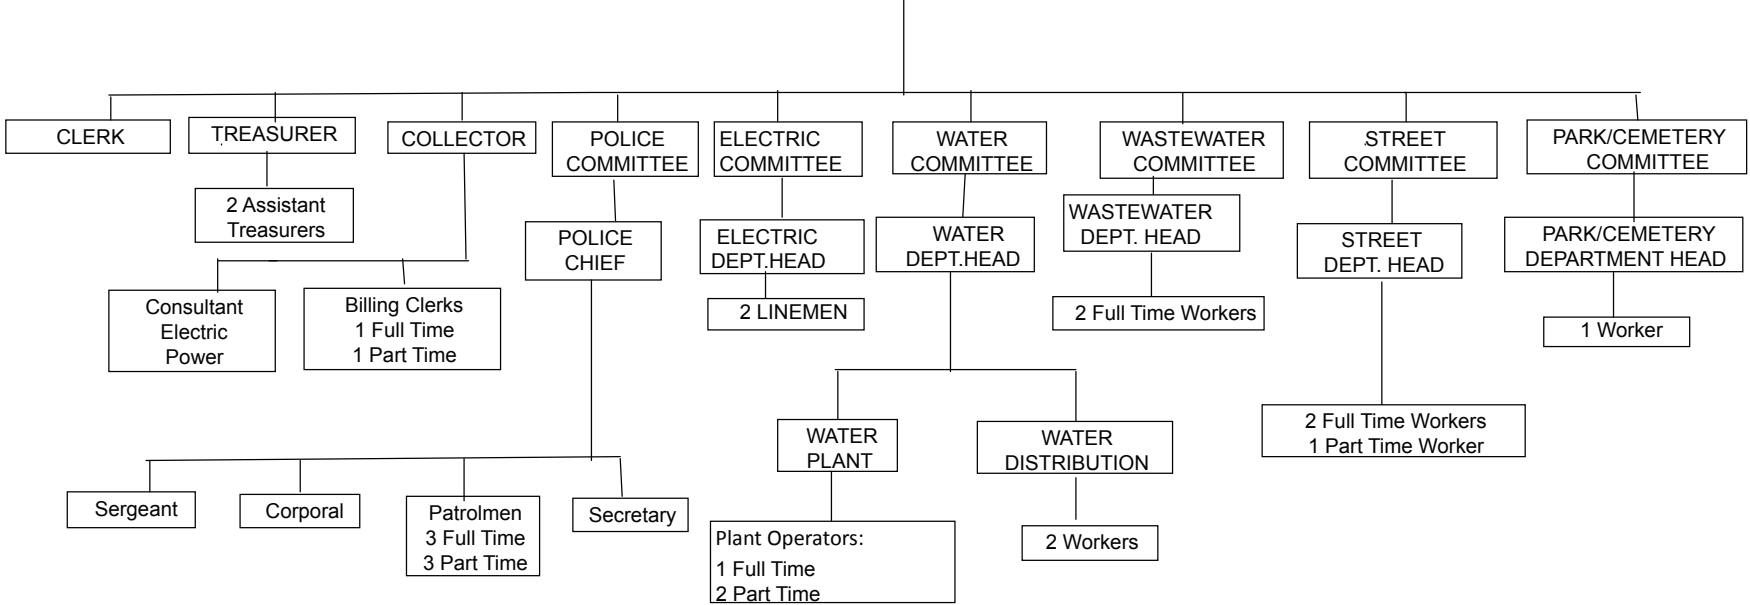 CLERK
TREASURER
COLLECTOR
POLICE
COMMITTEE
ELECTRIC
COMMITTEE
WATER
COMMITTEE
WASTEWATER
COMMITTEE
STREET
COMMITTEE
PARK/CEMETERY
COMMITTEE
2 Assistant
Treasurers
POLICE
CHIEF
ELECTRIC
DEPT.HEAD
WATER
DEPT.HEAD
WASTEWATER
DEPT. HEAD
STREET
DEPT. HEAD
PARK/CEMETERY
DEPARTMENT HEAD
Consultant
Electric
Power
Billing Clerks
1 Full Time
1 Part Time
2 LINEMEN
2 Full Time Workers
1 Worker
2 Full Time Workers
1 Part Time Worker
WATER
PLANT
WATER
DISTRIBUTION
Sergeant
Corporal
Patrolmen
3 Full Time
3 Part Time
Secretary
Plant Operators:
1 Full Time
2 Part Time
2 Workers